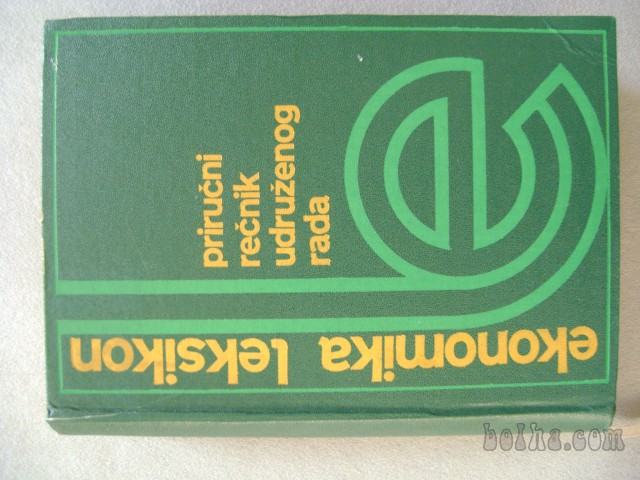 ekonomika leksikon
priručni
rečnik
udruženog
rada
e
bolha.com